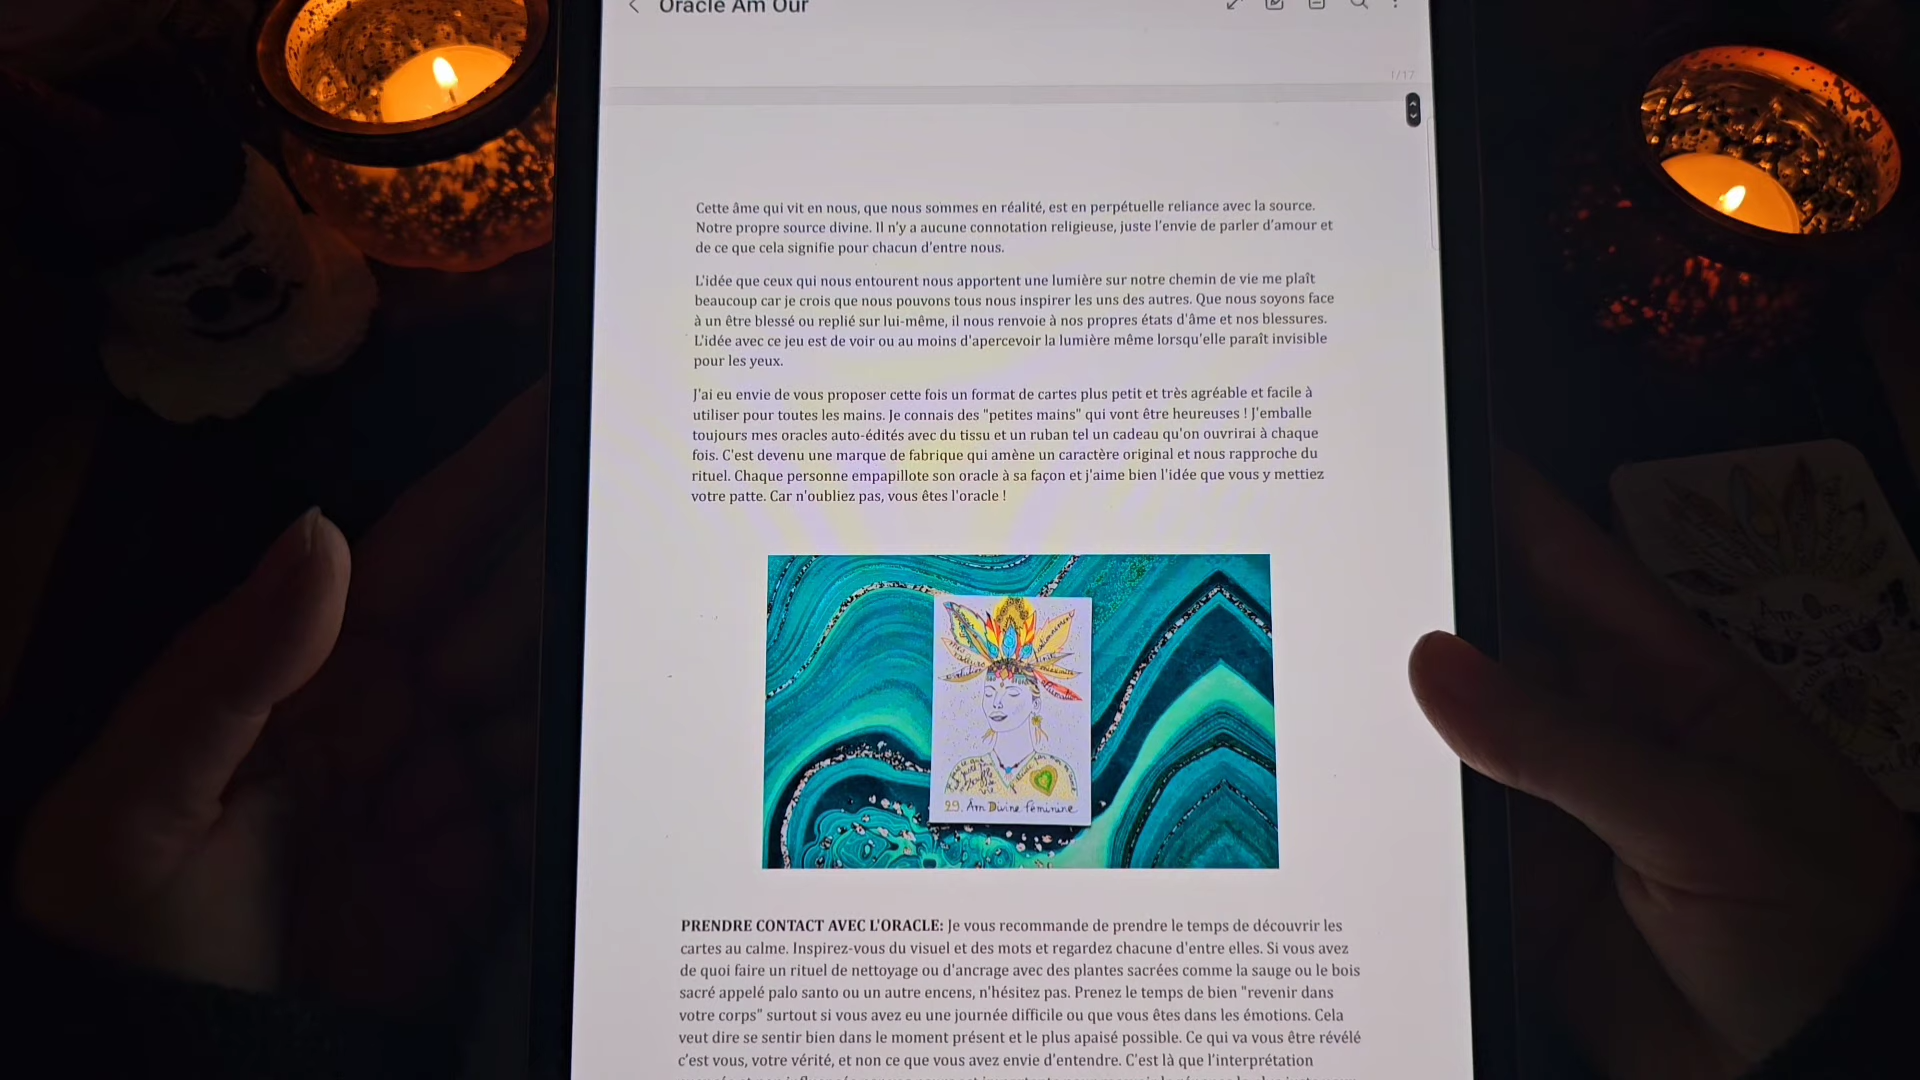 Oracle Am Our
1/17
Cette âme qui vit en nous, que nous sommes en réalité, est en perpétuelle reliance avec la source.
Notre propre source divine. Il n'y a aucune connotation religieuse, juste l'envie de parler d'amour et
de ce que cela signifie pour chacun d'entre nous.
L'idée que ceux qui nous entourent nous apportent une lumière sur notre chemin de vie me plaît
beaucoup car je crois que nous pouvons tous nous inspirer les uns des autres. Que nous soyons face
à un être blessé ou replié sur lui-même, il nous renvoie à nos propres états d'âme et nos blessures.
L'idée avec ce jeu est de voir ou au moins d'apercevoir la lumière même lorsqu'elle paraît invisible
pour les yeux.
J'ai eu envie de vous proposer cette fois un format de cartes plus petit et très agréable et facile à
utiliser pour toutes les mains. Je connais des "petites mains" qui vont être heureuses ! J'emballe
toujours mes oracles auto-édités avec du tissu et un ruban tel un cadeau qu'on ouvrirai à chaque
fois. C'est devenu une marque de fabrique qui amène un caractère original et nous rapproche du
rituel. Chaque personne empapillote son oracle à sa façon et j'aime bien l'idée que vous y mettiez
votre patte. Car n'oubliez pas, vous êtes l'oracle !
29. Âm Divine féminine
PRENDRE CONTACT AVEC L'ORACLE: Je vous recommande de prendre le temps de découvrir les
cartes au calme. Inspirez-vous du visuel et des mots et regardez chacune d'entre elles. Si vous avez
de quoi faire un rituel de nettoyage ou d'ancrage avec des plantes sacrées comme la sauge ou le bois
sacré appelé palo santo ou un autre encens, n'hésitez pas. Prenez le temps de bien "revenir dans
votre corps" surtout si vous avez eu une journée difficile ou que vous êtes dans les émotions. Cela
veut dire se sentir bien dans le moment présent et le plus apaisé possible. Ce qui va vous être révélé
c'est vous, votre vérité, et non ce que vous avez envie d'entendre. C'est là que l'interprétation
Âm Our